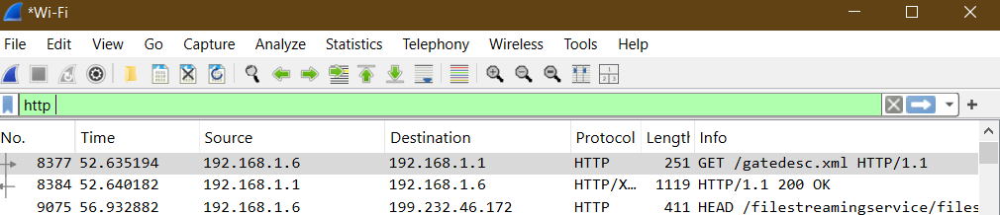 *Wi-Fi
File Edit View Go Capture Analyze Statistics Telephony Wireless Tools Help
http
No. Time Source Destination Protocol Length Info
8377 52.635194 192.168.1.6 192.168.1.1 HTTP 251 GET /gatedesc.xml HTTP/1.1
8384 52.640182 192.168.1.1 192.168.1.6 HTTP/X… 1119 HTTP/1.1 200 OK
9075 56.932882 192.168.1.6 199.232.46.172 HTTP 411 HEAD /filestreamingservice/files